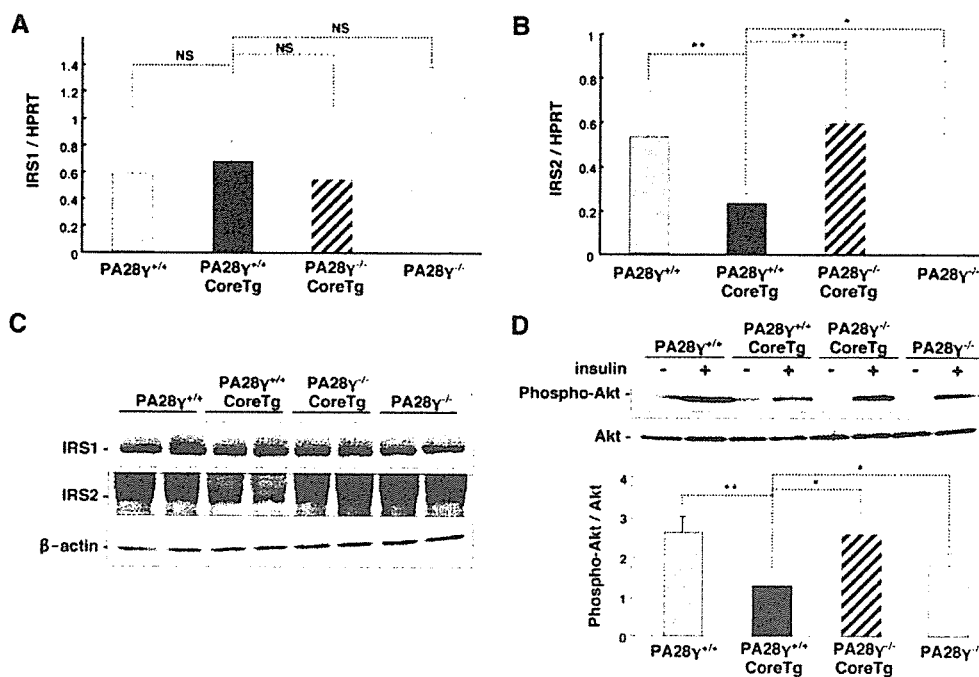 A
NS
NS
NS
1.4
1.2
1
0.8
0.6
0.4
0.2
0
IRS1 / HPRT
PA28γ+/+
PA28γ+/+ CoreTg
PA28γ-/- CoreTg
PA28γ-/-
B
*
**
**
1
0.8
0.6
0.4
0.2
0
IRS2 / HPRT
PA28γ+/+
PA28γ+/+ CoreTg
PA28γ-/- CoreTg
PA28γ-/-
C
PA28γ+/+
PA28γ+/+ CoreTg
PA28γ-/- CoreTg
PA28γ-/-
IRS1 -
IRS2 -
β-actin -
D
PA28γ+/+
PA28γ+/+ CoreTg
PA28γ-/- CoreTg
PA28γ-/-
insulin - + - + - + - +
Phospho-Akt -
Akt -
*
**
*
4
3
2
1
0
Phospho-Akt / Akt
PA28γ+/+
PA28γ+/+ CoreTg
PA28γ-/- CoreTg
PA28γ-/-